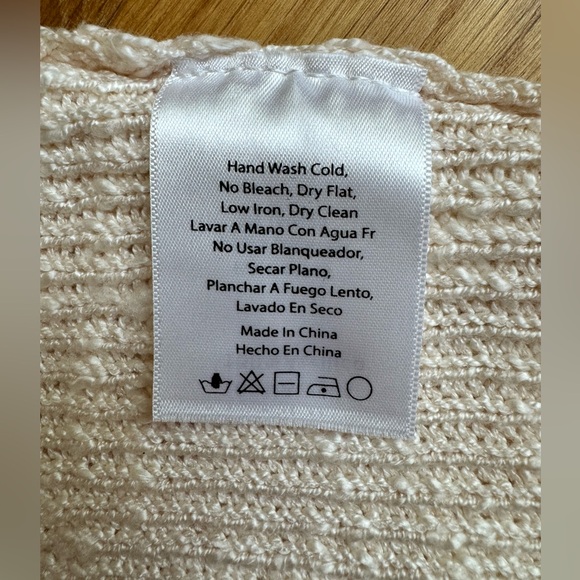 Hand Wash Cold,
No Bleach, Dry Flat,
Low Iron, Dry Clean
Lavar A Mano Con Agua Fr
No Usar Blanqueador,
Secar Plano,
Planchar A Fuego Lento,
Lavado En Seco
Made In China
Hecho En China